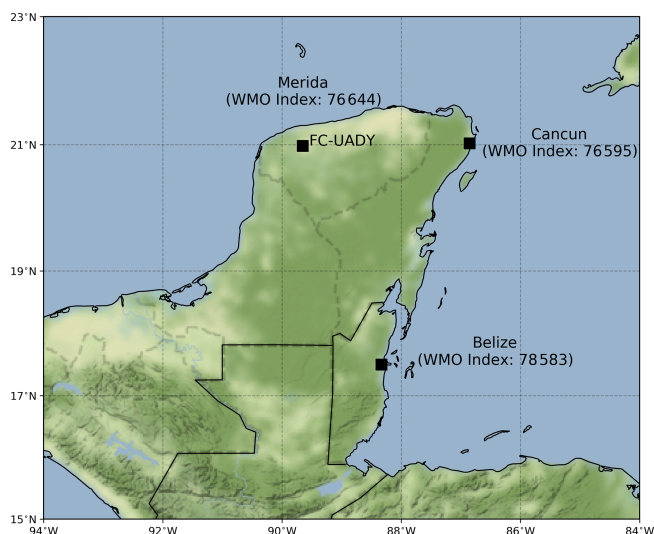 23°N
Merida
(WMO Index: 76644)
FC-UADY
Cancun
(WMO Index: 76595)
21°N
19°N
Belize
(WMO Index: 78583)
17°N
15°N
94°W 92°W 90°W 88°W 86°W 84°W